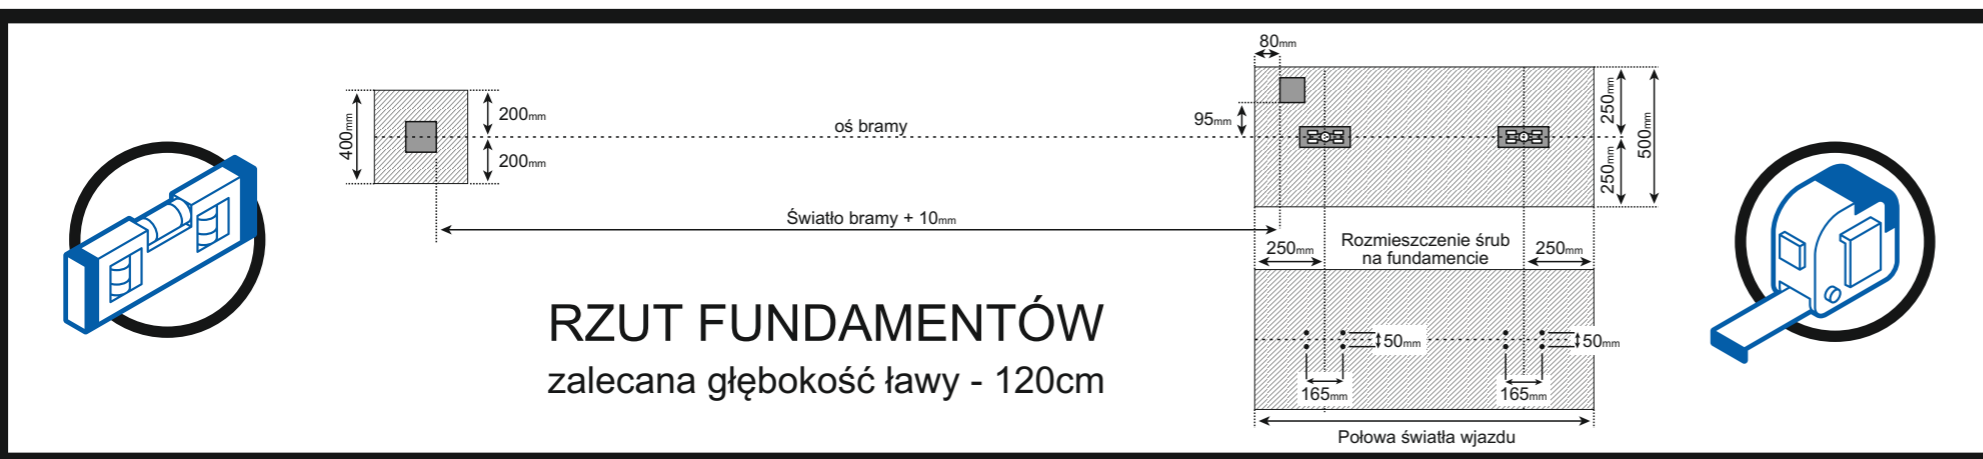 80mm
400mm
200mm
200mm
oś bramy
95mm
250mm
250mm
500mm
Światło bramy + 10mm
250mm
Rozmieszczenie śrub
na fundamencie
250mm
RZUT FUNDAMENTÓW
zalecana głębokość ławy - 120cm
50mm
50mm
165mm
165mm
Połowa światła wjazdu